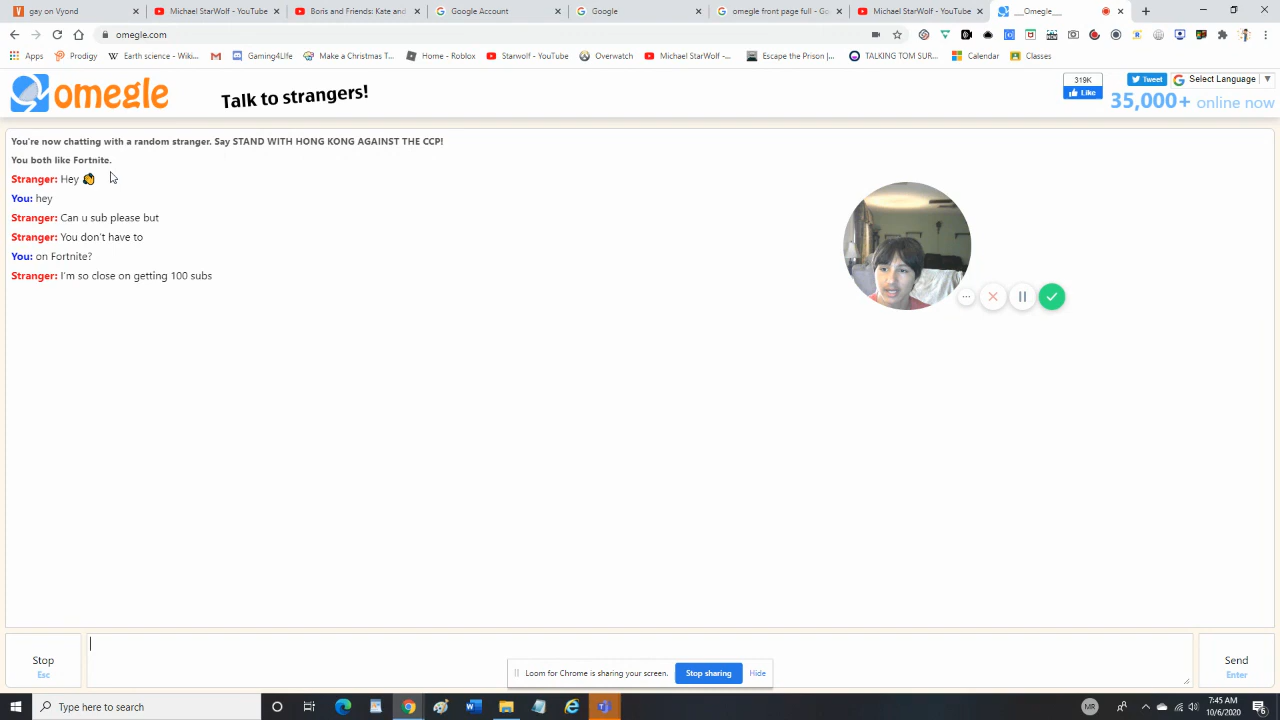 gay on Vyond
Michael StarWolf - YouTube
Boris and Friends: Kate and
Google Account
Google
omegle front page full - Go
Michael StarWolf - YouTube
__Omegle__
omegle.com
Apps
Prodigy
Earth science - Wiki...
Gaming4Life
Make a Christmas T...
Home - Roblox
Starwolf - YouTube
Overwatch
Michael StarWolf -...
Escape the Prison |...
TALKING TOM SUR...
Calendar
Classes
omegle
Talk to strangers!
319K
Like
Tweet
Select Language
35,000+ online now
You're now chatting with a random stranger. Say STAND WITH HONG KONG AGAINST THE CCP!
You both like Fortnite.
Stranger: Hey 👋
You: hey
Stranger: Can u sub please but
Stranger: You don't have to
You: on Fortnite?
Stranger: I'm so close on getting 100 subs
Stop
Esc
Loom for Chrome is sharing your screen.
Stop sharing
Hide
Send
Enter
Type here to search
MR
7:45 AM
10/6/2020